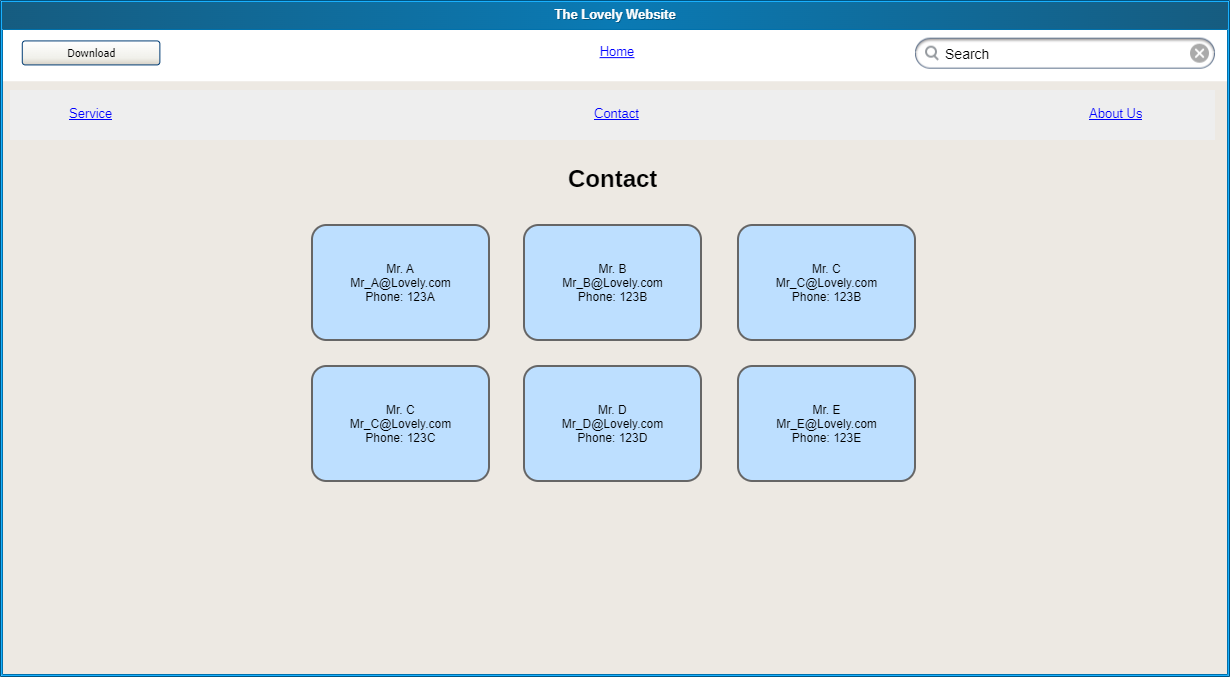 The Lovely Website
Download
Home
Search
Service
Contact
About Us
Contact
Mr. A
Mr_A@Lovely.com
Phone: 123A
Mr. B
Mr_B@Lovely.com
Phone: 123B
Mr. C
Mr_C@Lovely.com
Phone: 123B
Mr. C
Mr_C@Lovely.com
Phone: 123C
Mr. D
Mr_D@Lovely.com
Phone: 123D
Mr. E
Mr_E@Lovely.com
Phone: 123E